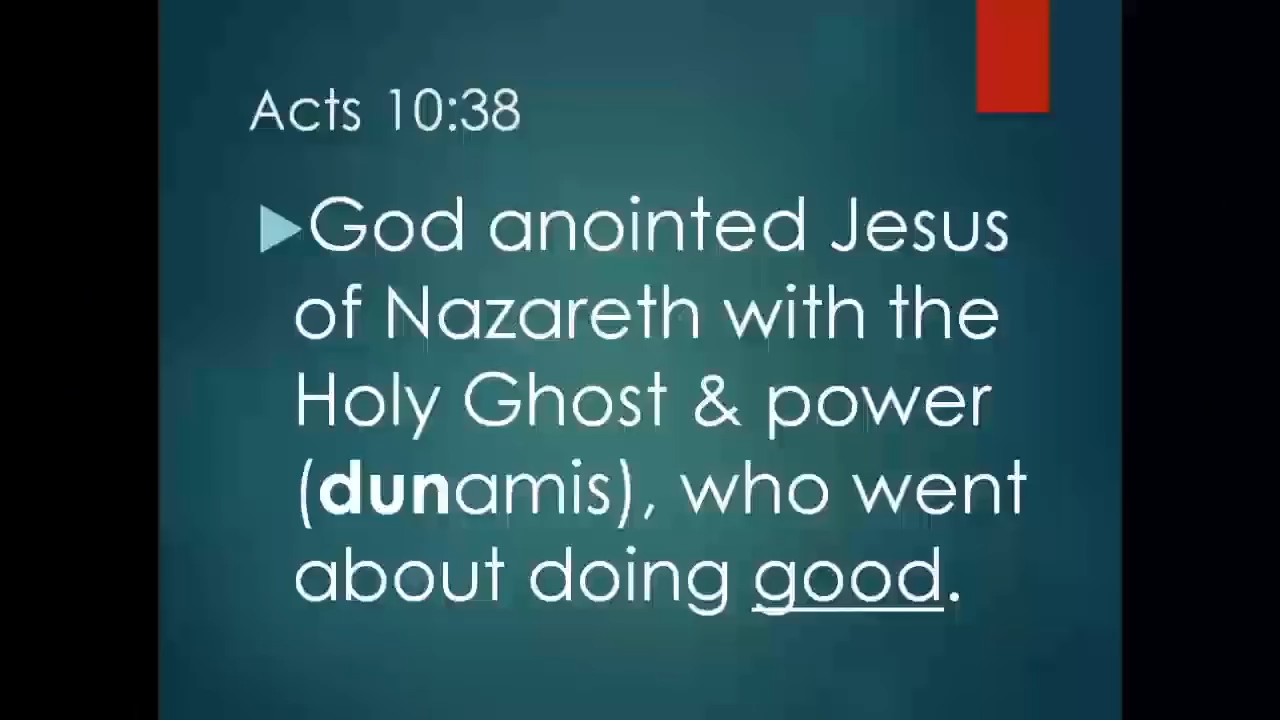 Acts 10:38
God anointed Jesus
of Nazareth with the
Holy Ghost & power
(dunamis), who went
about doing good.